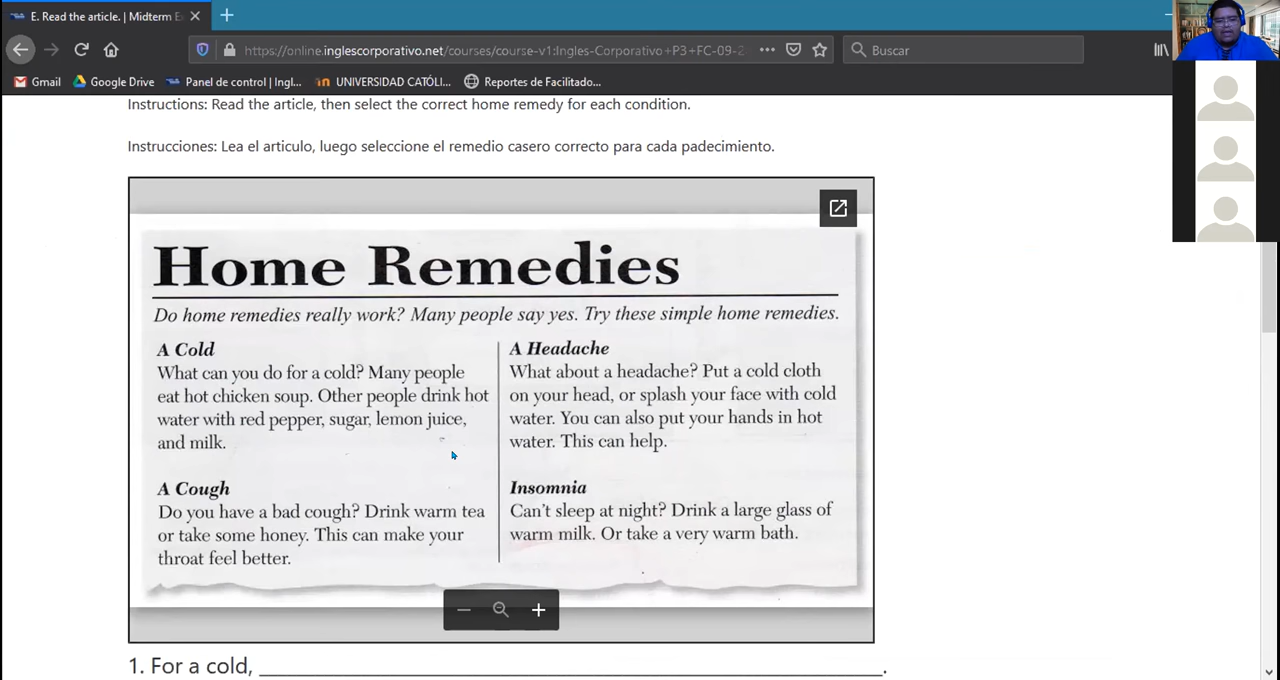 E. Read the article. | Midterm E
https://online.inglescorporativo.net/courses/course-v1:Ingles-Corporativo+P3+FC-09-2
Buscar
Gmail
Google Drive
Panel de control | Ingl...
UNIVERSIDAD CATÓLI...
Reportes de Facilitado...
Instructions: Read the article, then select the correct home remedy for each condition.
Instrucciones: Lea el articulo, luego seleccione el remedio casero correcto para cada padecimiento.
Home Remedies
Do home remedies really work? Many people say yes. Try these simple home remedies.
A Cold
What can you do for a cold? Many people
eat hot chicken soup. Other people drink hot
water with red pepper, sugar, lemon juice,
and milk.
A Cough
Do you have a bad cough? Drink warm tea
or take some honey. This can make your
throat feel better.
A Headache
What about a headache? Put a cold cloth
on your head, or splash your face with cold
water. You can also put your hands in hot
water. This can help.
Insomnia
Can't sleep at night? Drink a large glass of
warm milk. Or take a very warm bath.
1. For a cold, ______________________________.